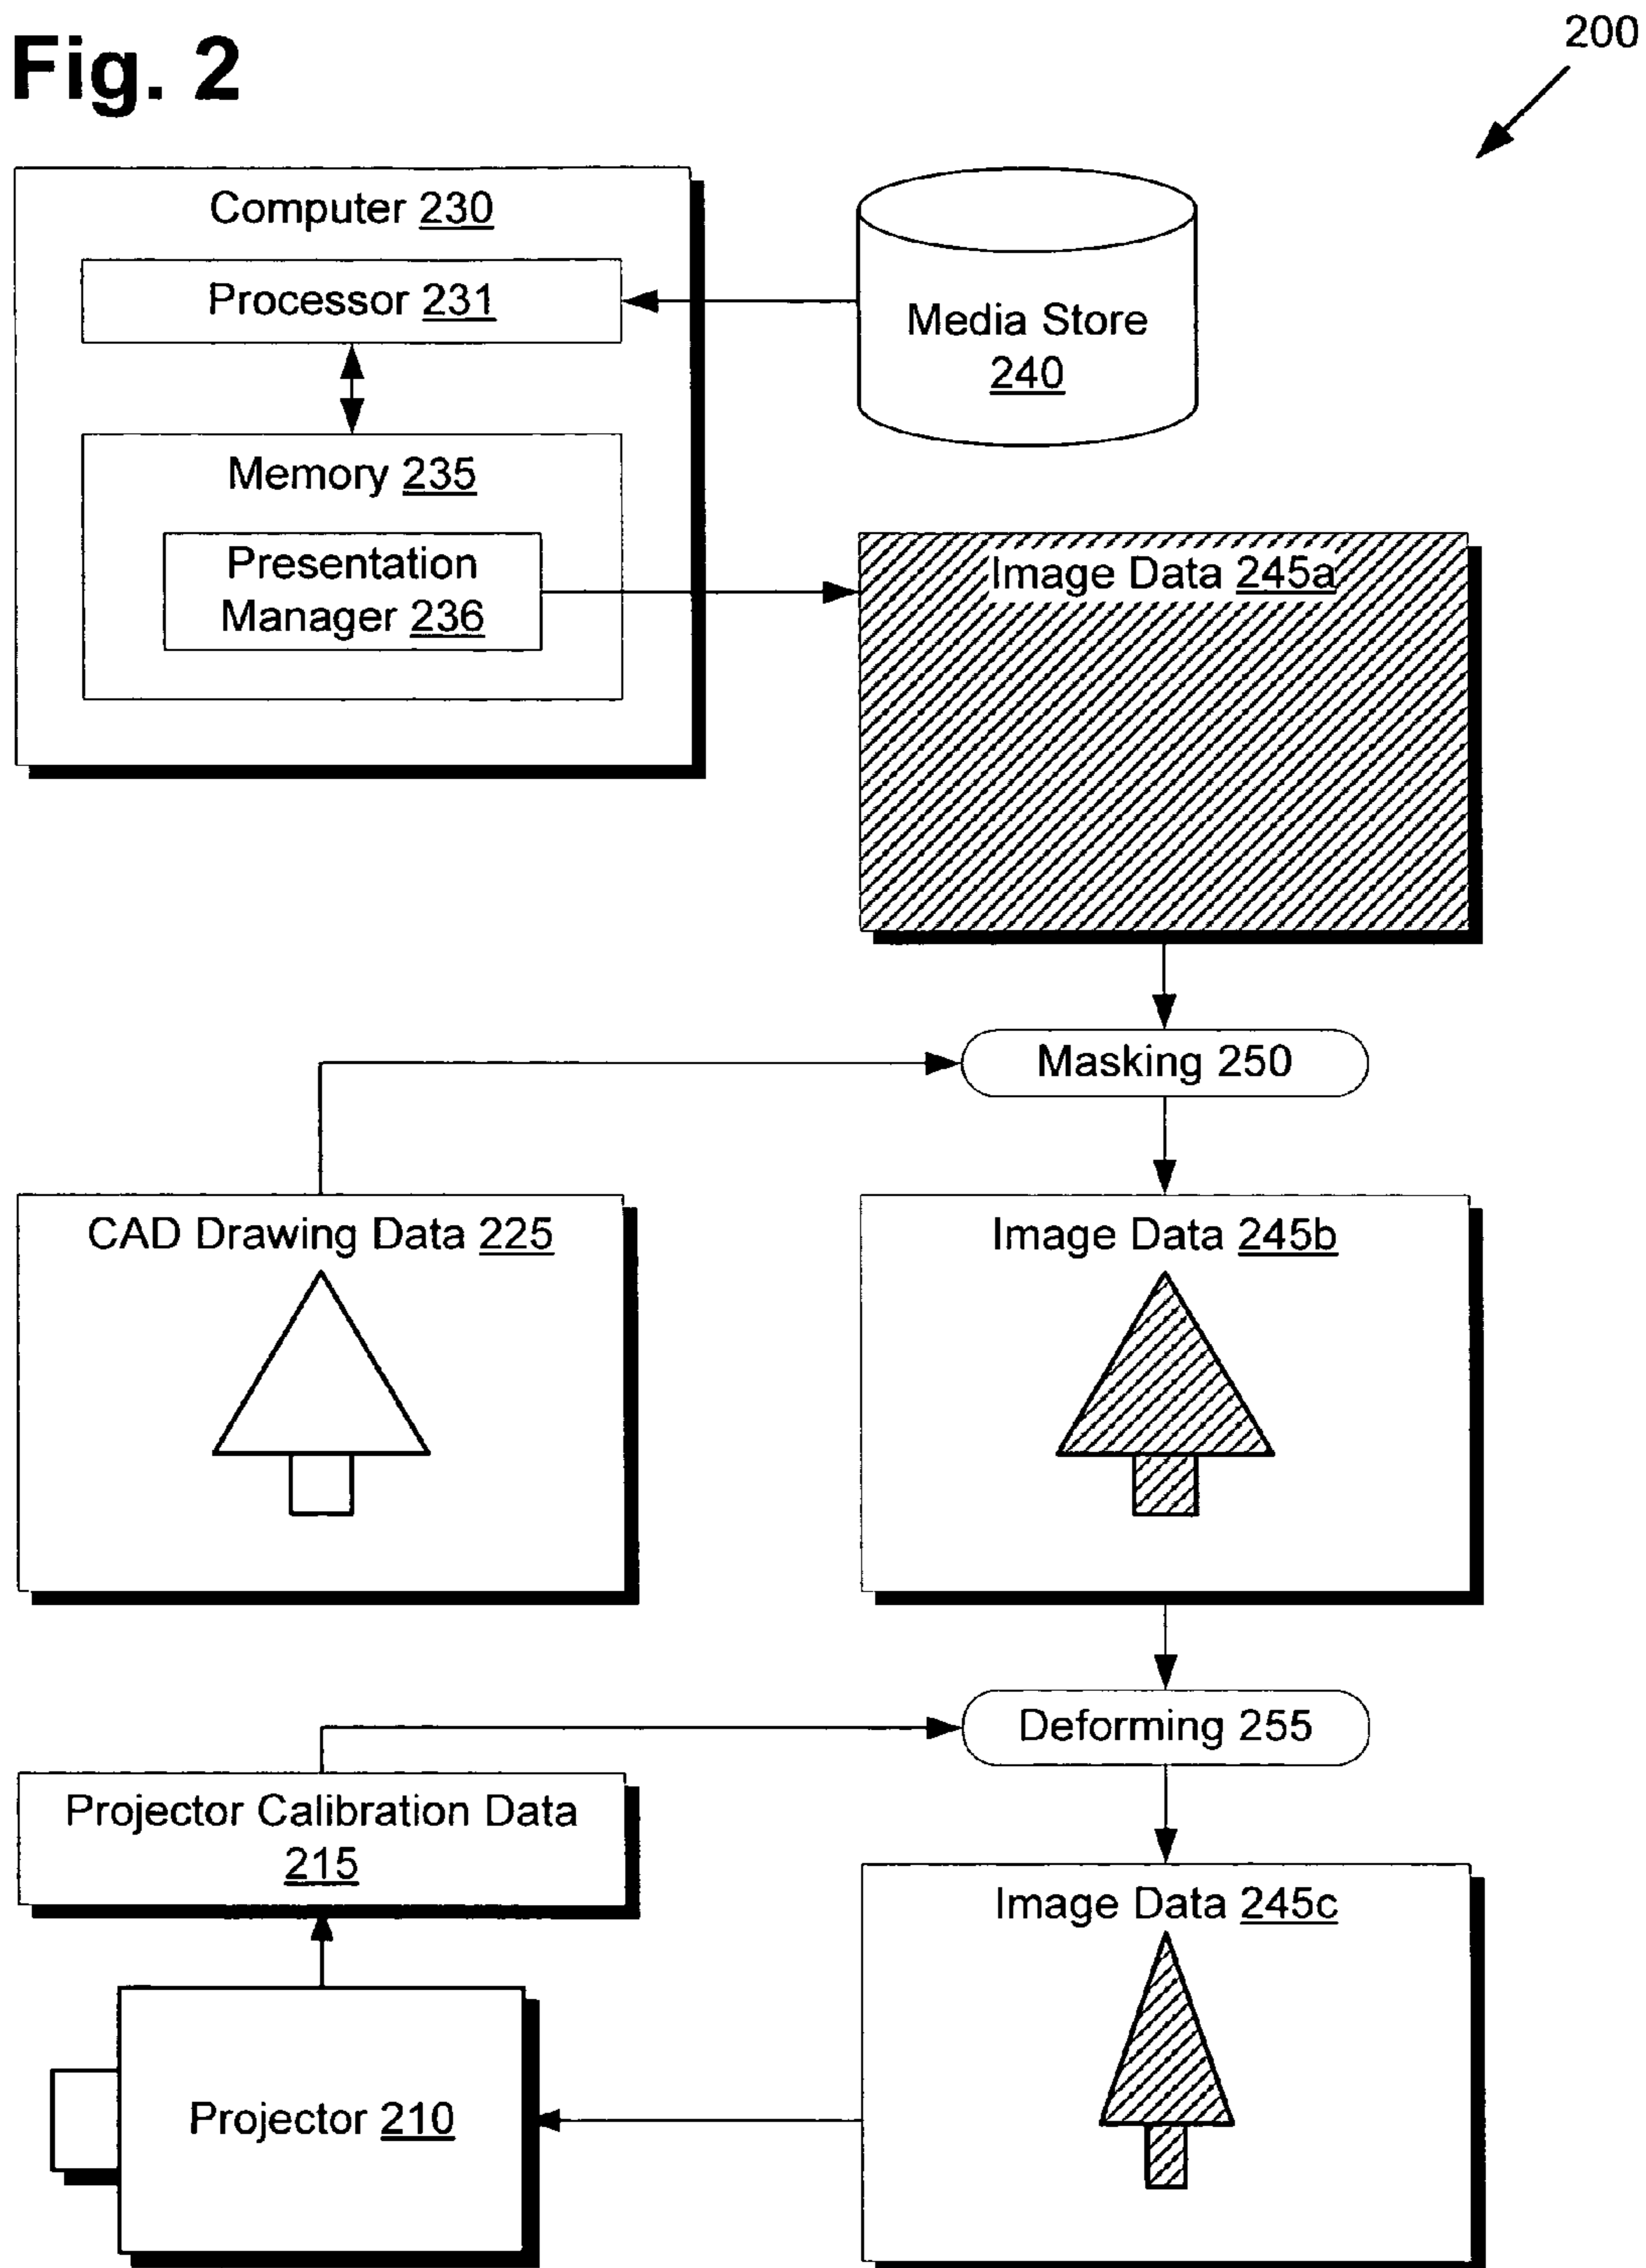 Fig. 2
200
Computer 230
Processor 231
Media Store
240
Memory 235
Presentation
Manager 236
Image Data 245a
Masking 250
CAD Drawing Data 225
Image Data 245b
Deforming 255
Projector Calibration Data
215
Image Data 245c
Projector 210